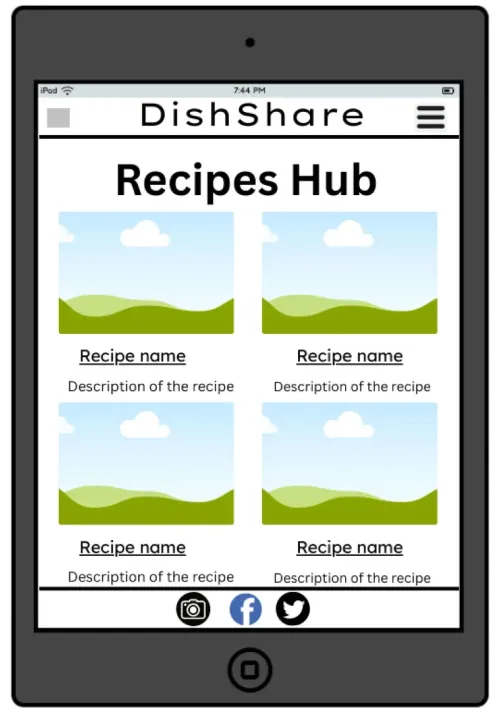 iPod 7:44 PM
DishShare
Recipes Hub
Recipe name Recipe name
Description of the recipe Description of the recipe
Recipe name Recipe name
Description of the recipe Description of the recipe